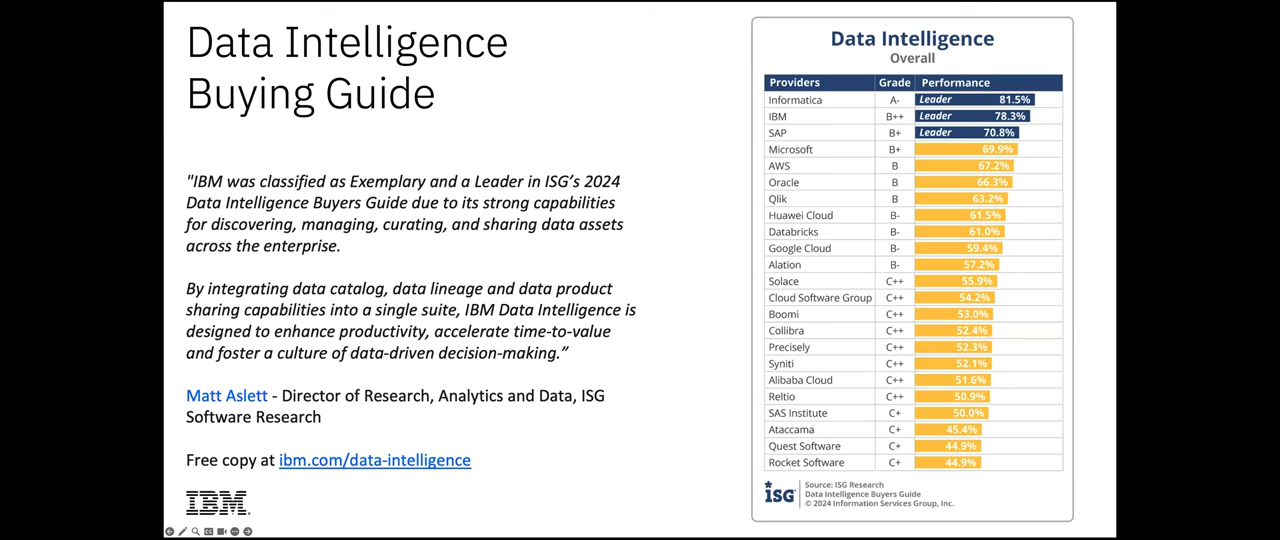 Data Intelligence
Buying Guide
"IBM was classified as Exemplary and a Leader in ISG’s 2024
Data Intelligence Buyers Guide due to its strong capabilities
for discovering, managing, curating, and sharing data assets
across the enterprise.
By integrating data catalog, data lineage and data product
sharing capabilities into a single suite, IBM Data Intelligence is
designed to enhance productivity, accelerate time-to-value
and foster a culture of data-driven decision-making.”
Matt Aslett - Director of Research, Analytics and Data, ISG
Software Research
Free copy at ibm.com/data-intelligence
IBM
Data Intelligence
Overall
Providers Grade Performance
Informatica A- Leader 81.5%
IBM B++ Leader 78.3%
SAP B+ Leader 70.8%
Microsoft B+ 69.9%
AWS B 67.2%
Oracle B 66.3%
Qlik B 63.2%
Huawei Cloud B- 61.5%
Databricks B- 61.0%
Google Cloud B- 59.4%
Alation B- 57.2%
Solace C++ 55.9%
Cloud Software Group C++ 54.2%
Boomi C++ 53.0%
Collibra C++ 52.4%
Precisely C++ 52.3%
Syniti C++ 52.1%
Alibaba Cloud C++ 51.6%
Reltio C++ 50.9%
SAS Institute C+ 50.0%
Ataccama C+ 45.4%
Quest Software C+ 44.9%
Rocket Software C+ 44.9%
ISG
Source: ISG Research
Data Intelligence Buyers Guide
© 2024 Information Services Group, Inc.